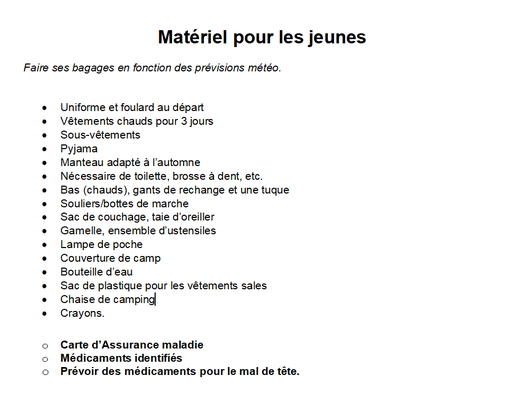 Matériel pour les jeunes
Faire ses bagages en fonction des prévisions météo.
• Uniforme et foulard au départ
• Vêtements chauds pour 3 jours
• Sous-vêtements
• Pyjama
• Manteau adapté à l'automne
• Nécessaire de toilette, brosse à dent, etc.
• Bas (chauds), gants de rechange et une tuque
• Souliers/bottes de marche
• Sac de couchage, taie d'oreiller
• Gamelle, ensemble d'ustensiles
• Lampe de poche
• Couverture de camp
• Bouteille d'eau
• Sac de plastique pour les vêtements sales
• Chaise de camping
• Crayons.
o Carte d'Assurance maladie
o Médicaments identifiés
o Prévoir des médicaments pour le mal de tête.